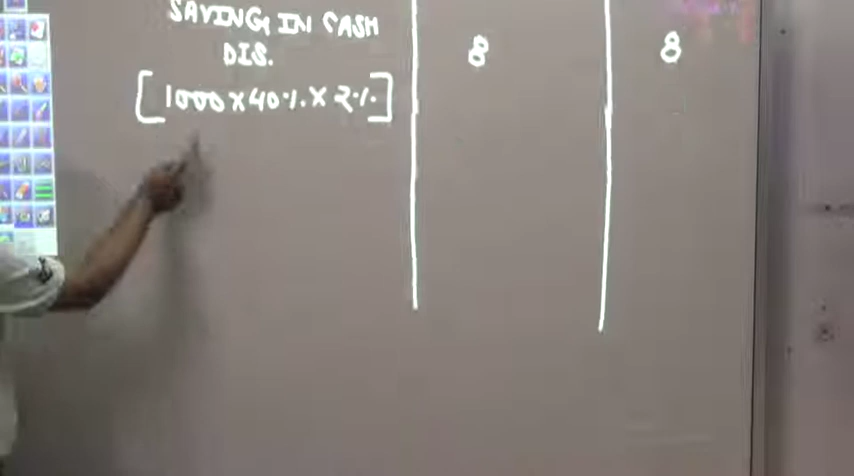 SAVING IN CASH 8 8
DIS.
[1000 x 40% x 2%]